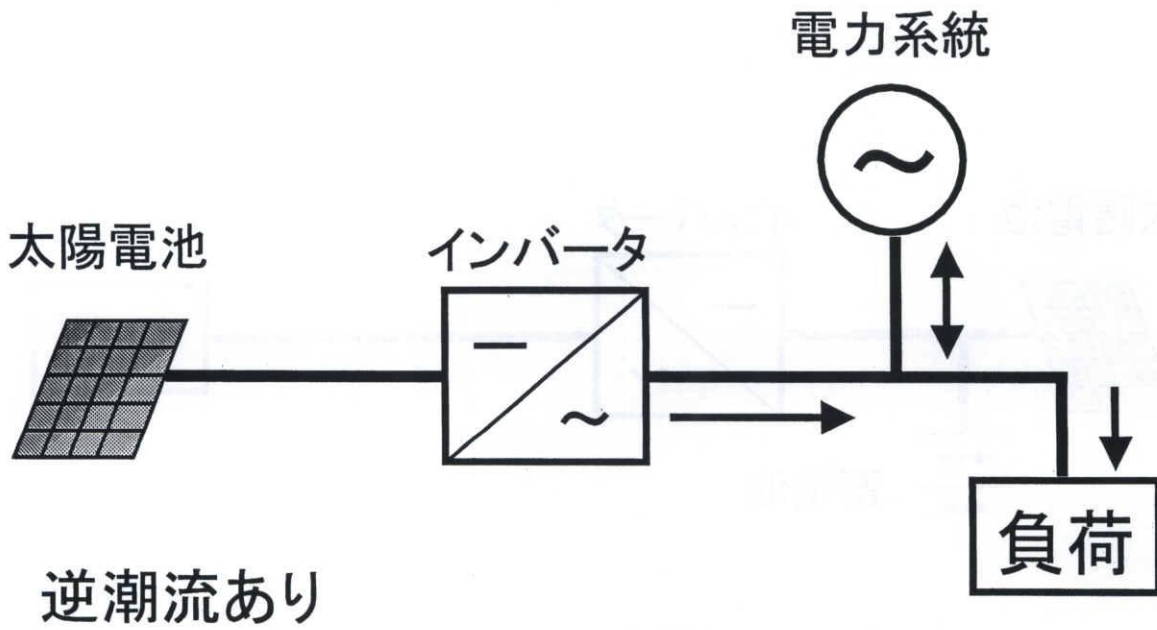 電力系統
太陽電池
インバータ
負荷
逆潮流あり